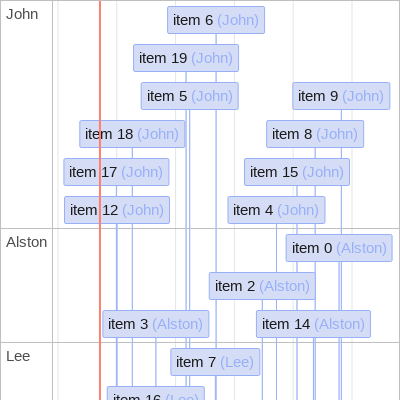 John
item 6 (John)
item 19 (John)
item 5 (John)
item 9 (John)
item 18 (John)
item 8 (John)
item 17 (John)
item 15 (John)
item 12 (John)
item 4 (John)
Alston
item 0 (Alston)
item 2 (Alston)
item 3 (Alston)
item 14 (Alston)
Lee
item 7 (Lee)
item 16 (Lee)